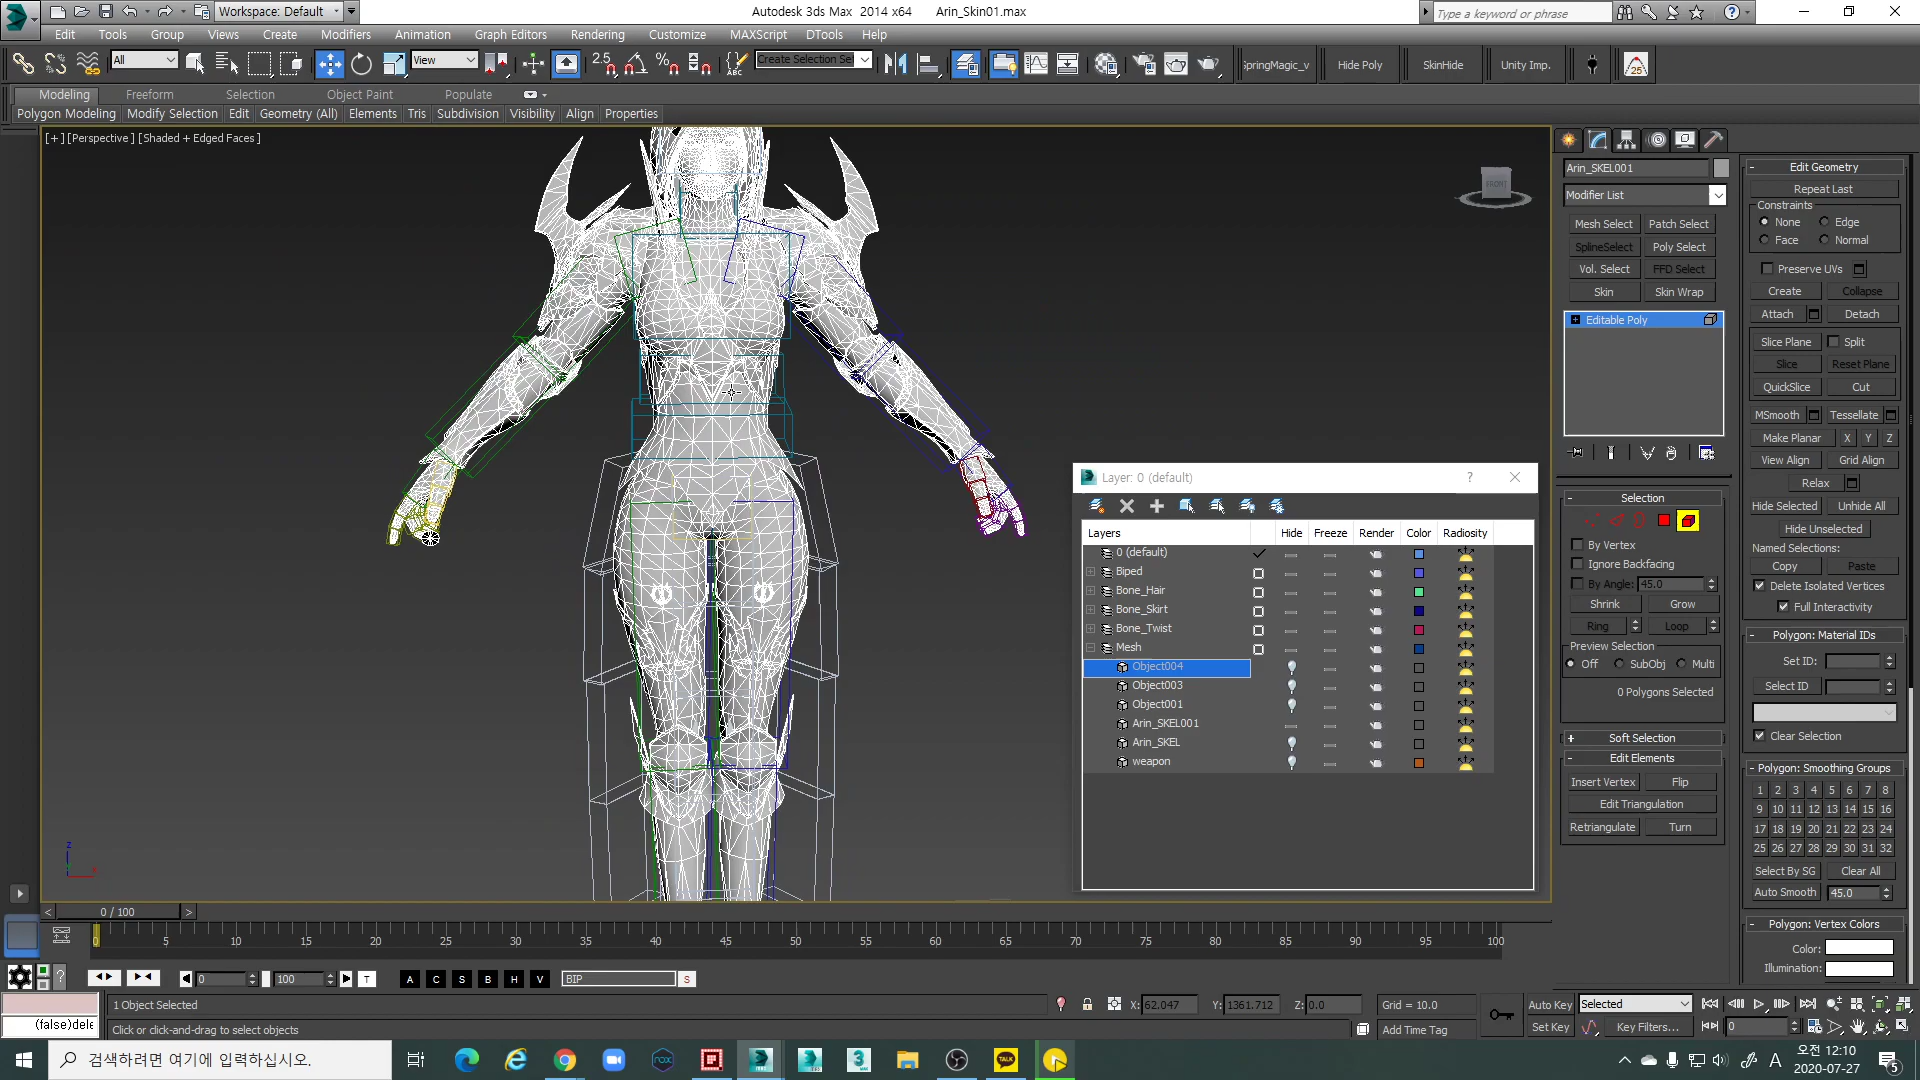 Workspace: Default
Autodesk 3ds Max 2014 x64 Arin_Skin01.max
Type a keyword or phrase
Edit Tools Group Views Create Modifiers Animation Graph Editors Rendering Customize MAXScript DTools Help
All
View
2.5
Create Selection Se
SpringMagic_v
Hide Poly
SkinHide
Unity Imp.
25
Modeling Freeform Selection Object Paint Populate
Polygon Modeling Modify Selection Edit Geometry (All) Elements Tris Subdivision Visibility Align Properties
[+] [Perspective] [Shaded + Edged Faces]
FRONT
z
Layer: 0 (default)
? 
Layers Hide Freeze Render Color Radiosity
0 (default)
Biped
Bone_Hair
Bone_Skirt
Bone_Twist
Mesh
Object004
Object003
Object001
Arin_SKEL001
Arin_SKEL
weapon
Arin_SKEL001
Modifier List
Mesh Select Patch Select
SplineSelect Poly Select
Vol. Select FFD Select
Skin Skin Wrap
Editable Poly
Selection
By Vertex
Ignore Backfacing
By Angle: 45.0
Shrink Grow
Ring Loop
Preview Selection
Off SubObj Multi
0 Polygons Selected
Soft Selection
Edit Elements
Insert Vertex Flip
Edit Triangulation
Retriangulate Turn
Edit Geometry
Repeat Last
Constraints
None Edge
Face Normal
Preserve UVs
Create Collapse
Attach Detach
Slice Plane Split
Slice Reset Plane
QuickSlice Cut
MSmooth Tessellate
Make Planar X Y Z
View Align Grid Align
Relax
Hide Selected Unhide All
Hide Unselected
Named Selections:
Copy Paste
Delete Isolated Vertices
Full Interactivity
Polygon: Material IDs
Set ID:
Select ID
Clear Selection
Polygon: Smoothing Groups
1 2 3 4 5 6 7 8
9 10 11 12 13 14 15 16
17 18 19 20 21 22 23 24
25 26 27 28 29 30 31 32
Select By SG Clear All
Auto Smooth 45.0
Polygon: Vertex Colors
Color:
Illumination:
< 0 / 100 >
0 5 10 15 20 25 30 35 40 45 50 55 60 65 70 75 80 85 90 95 100
? 0 100 T A C S B H V BIP S
1 Object Selected
X: 62.047 Y: 1361.712 Z: 0.0 Grid = 10.0
Auto Key Selected
(false)dele
Click or click-and-drag to select objects
Add Time Tag
Set Key Key Filters... 0
검색하려면 여기에 입력하십시오.
TALK
A
오전 12:10
2020-07-27
5